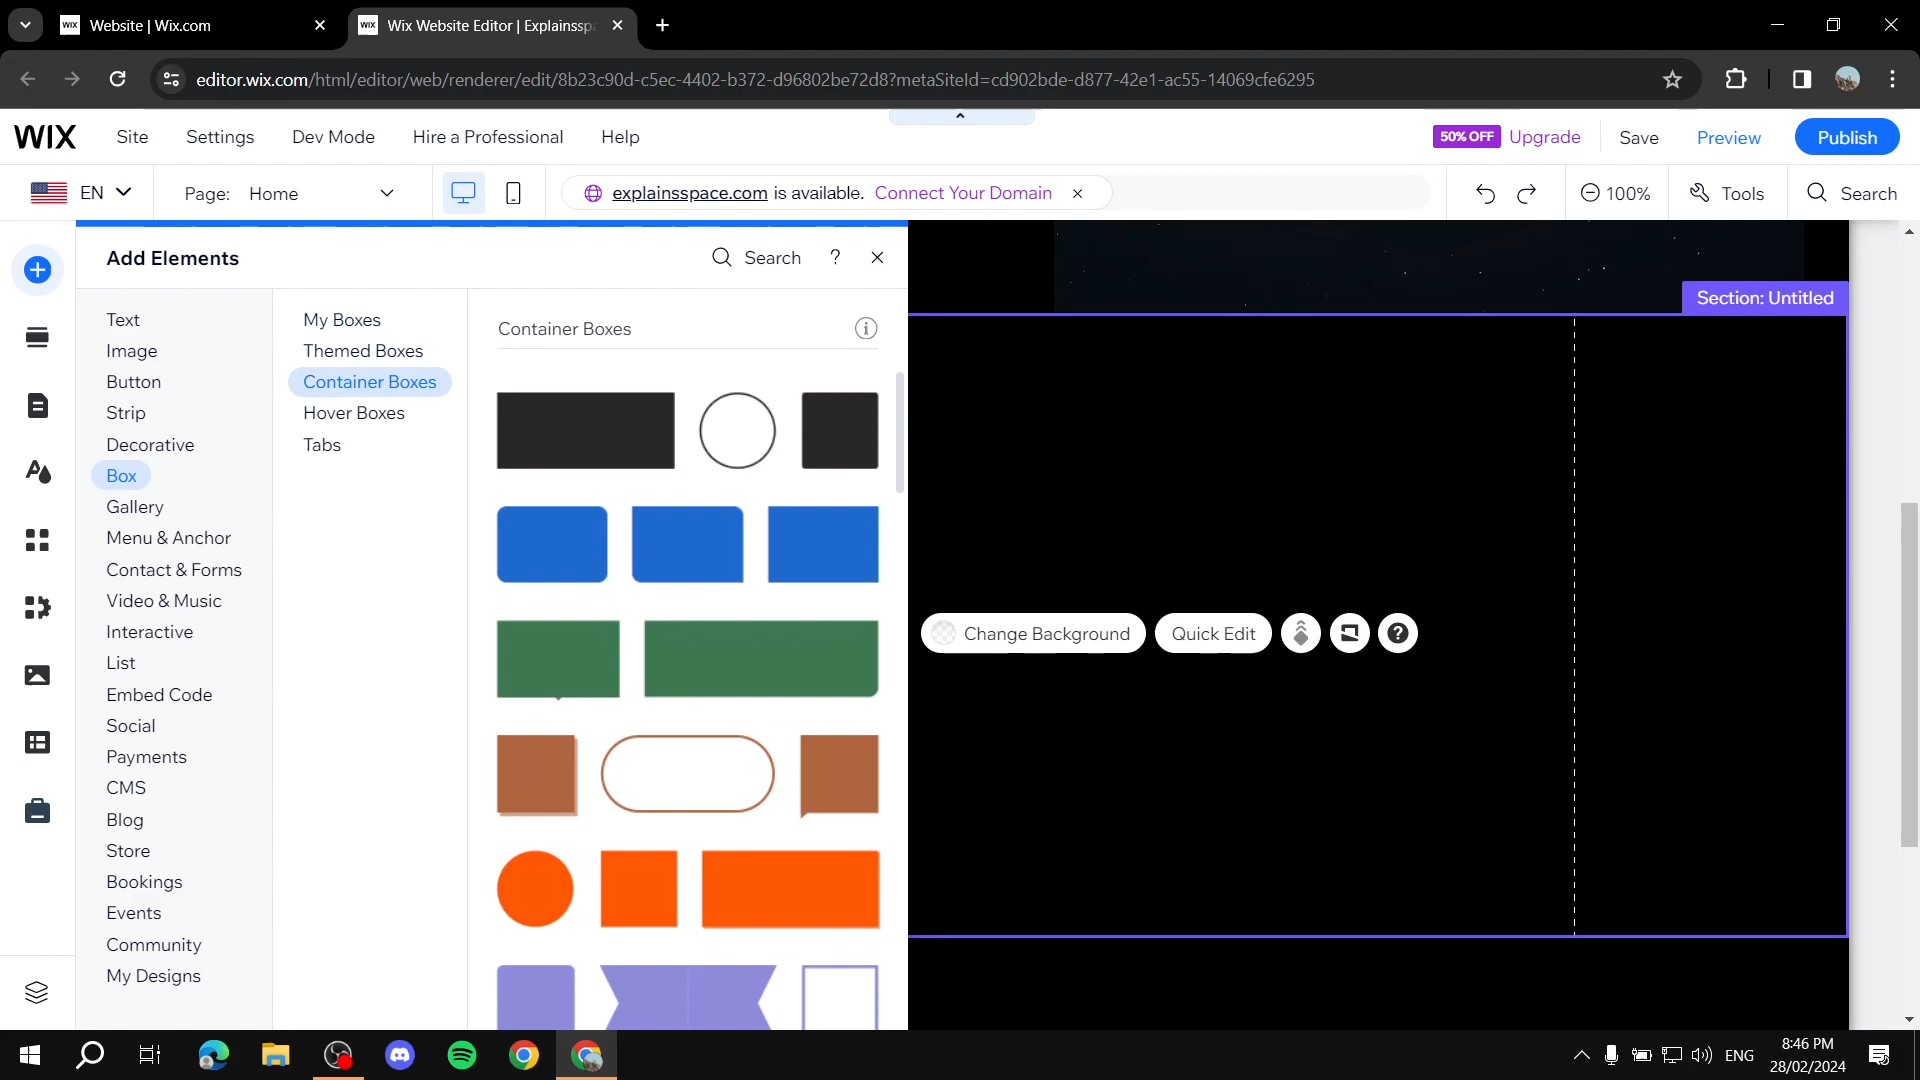 Website | Wix.com
Wix Website Editor | Explainssp
editor.wix.com/html/editor/web/renderer/edit/8b23c90d-c5ec-4402-b372-d96802be72d8?metaSiteId=cd902bde-d877-42e1-ac55-14069cfe6295
WIX Site Settings Dev Mode Hire a Professional Help 50% OFF Upgrade Save Preview Publish
EN Page: Home explainsspace.com is available. Connect Your Domain 100% Tools Search
Add Elements Search ?
Section: Untitled
Text
Image
Button
Strip
Decorative
Box
Gallery
Menu & Anchor
Contact & Forms
Video & Music
Interactive
List
Embed Code
Social
Payments
CMS
Blog
Store
Bookings
Events
Community
My Designs
My Boxes
Themed Boxes
Container Boxes
Hover Boxes
Tabs
Container Boxes
Change Background Quick Edit ?
ENG
8:46 PM
28/02/2024